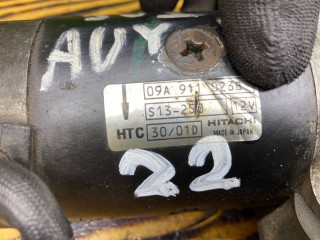 AUY
09A 911 023B
S13-250 12V
HTC 30/01D HITACHI
MADE IN JAPAN
22